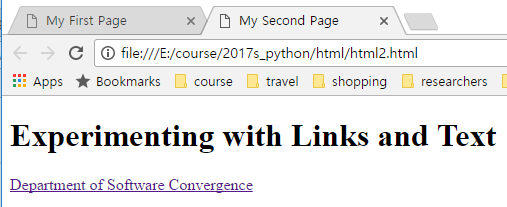 My First Page My Second Page
file:///E:/course/2017s_python/html/html2.html
Apps Bookmarks course travel shopping researchers
Experimenting with Links and Text
Department of Software Convergence